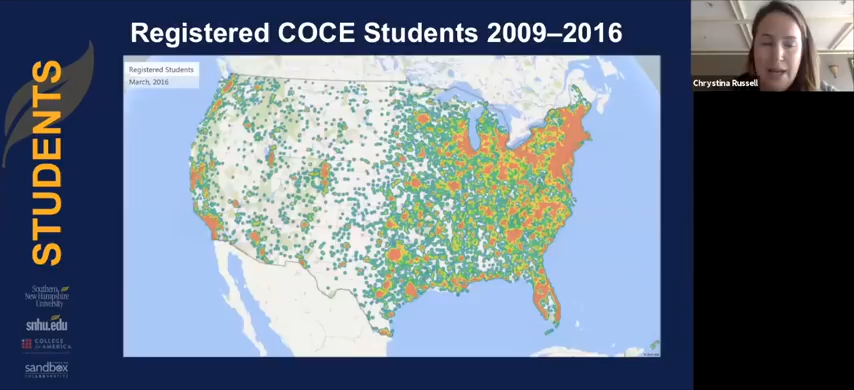 Registered COCE Students 2009–2016
Registered Students
March, 2016
STUDENTS
Southern
New Hampshire
University
snhu.edu
COLLEGE
for AMERICA
sandbox
COLLABORATIVE
Chrystina Russell